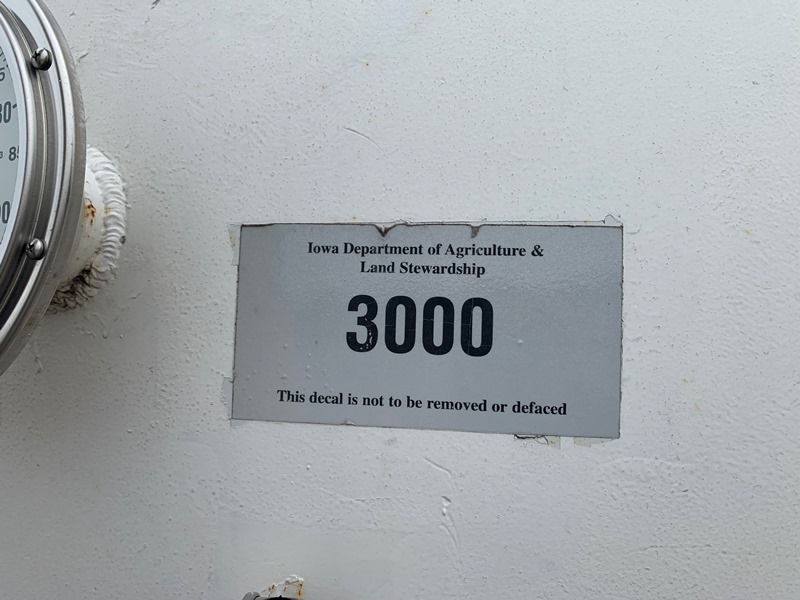 Iowa Department of Agriculture &
Land Stewardship
3000
This decal is not to be removed or defaced